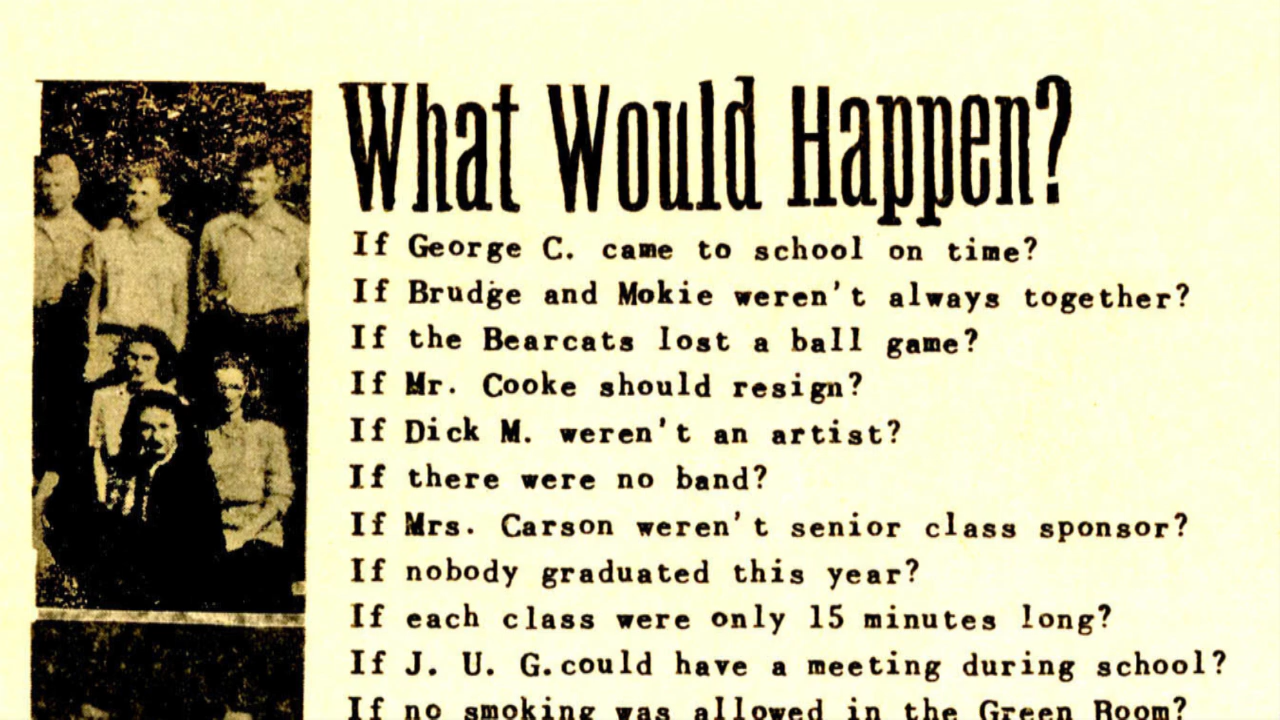 What Would Happen?
If George C. came to school on time?
If Brudge and Mokie weren't always together?
If the Bearcats lost a ball game?
If Mr. Cooke should resign?
If Dick M. weren't an artist?
If there were no band?
If Mrs. Carson weren't senior class sponsor?
If nobody graduated this year?
If each class were only 15 minutes long?
If J. U. G. could have a meeting during school?
If no smoking was allowed in the Green Room?